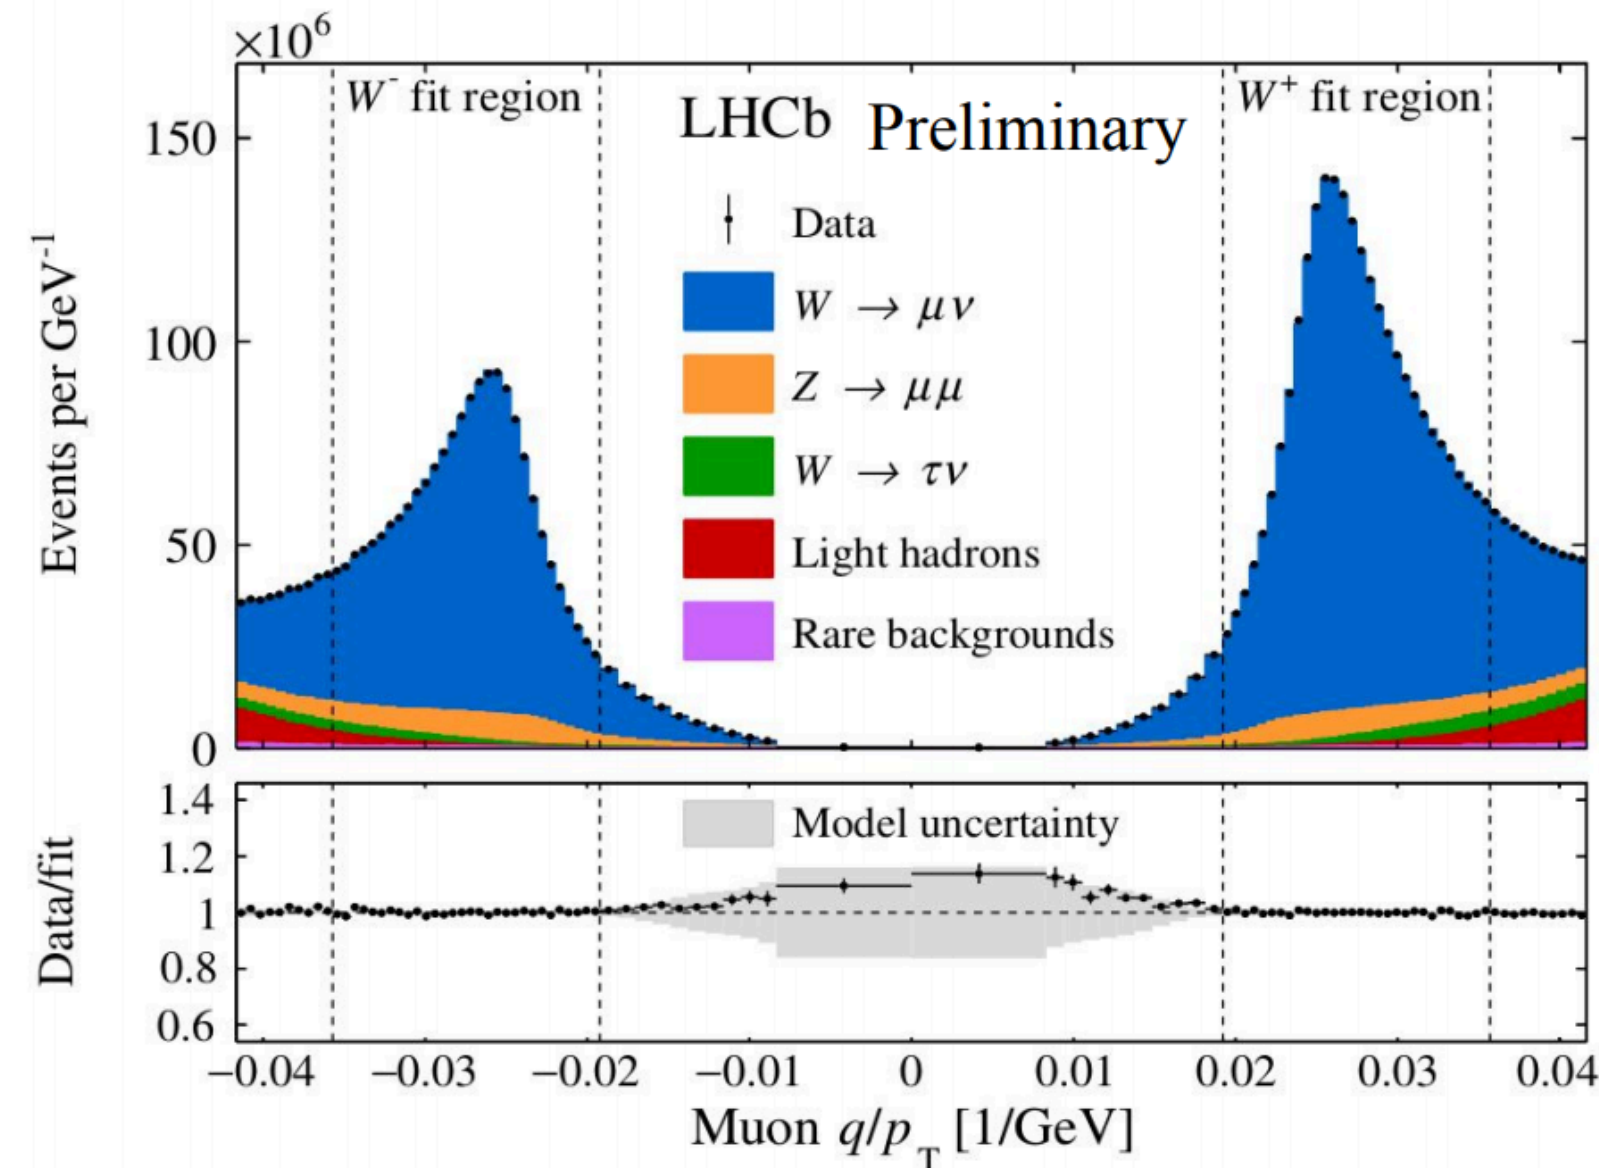 ×10⁶
W⁻ fit region
W⁺ fit region
LHCb Preliminary
150
100
50
0
Events per GeV⁻¹
Data
W → μν
Z → μμ
W → τν
Light hadrons
Rare backgrounds
1.4
1.2
1
0.8
0.6
Data/fit
Model uncertainty
−0.04 −0.03 −0.02 −0.01 0 0.01 0.02 0.03 0.04
Muon q/p_T [1/GeV]